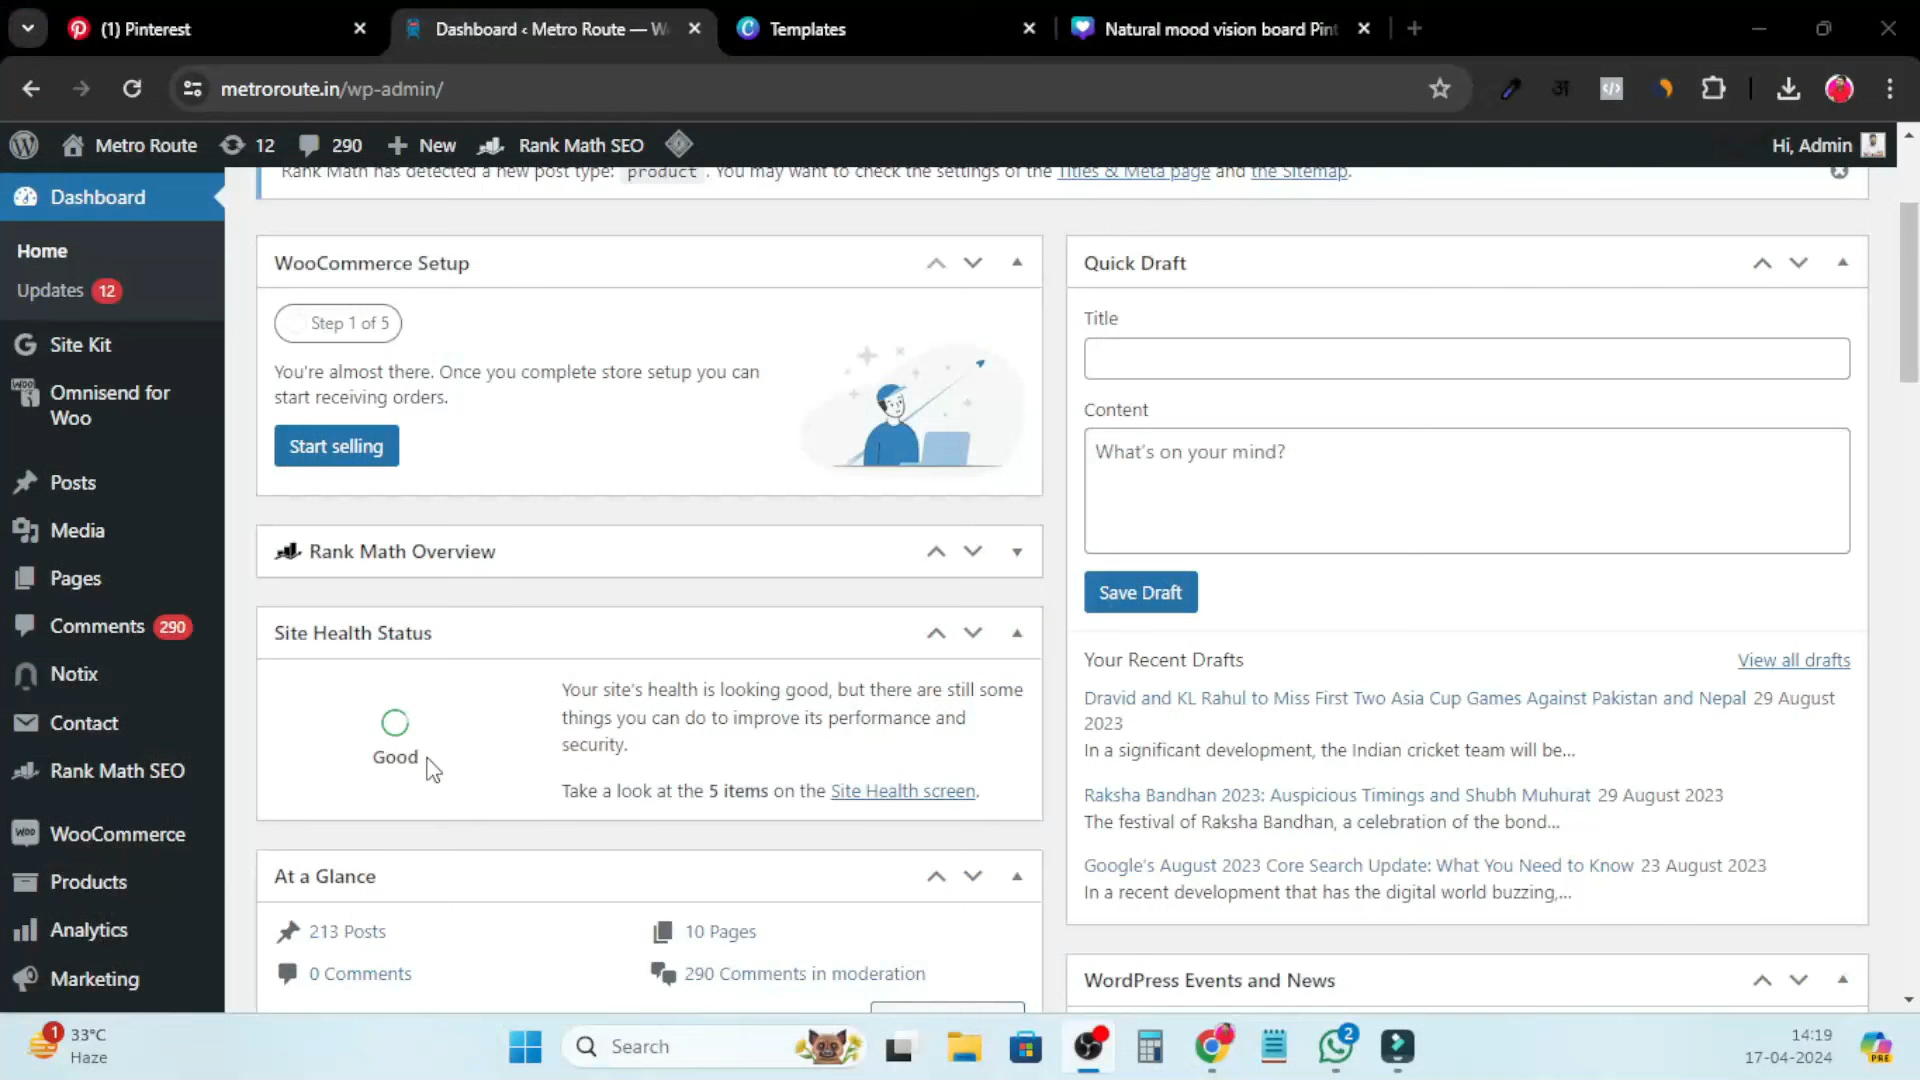 (1) Pinterest
Dashboard ‹ Metro Route — W
Templates
Natural mood vision board Pint
metroroute.in/wp-admin/
Metro Route
12
290
New
Rank Math SEO
Hi, Admin
Rank Math has detected a new post type: product. You may want to check the settings of the Titles & Meta page and the Sitemap.
Dashboard
Home
Updates 12
Site Kit
Omnisend for
Woo
Posts
Media
Pages
Comments 290
Notix
Contact
Rank Math SEO
WooCommerce
Products
Analytics
Marketing
WooCommerce Setup
Step 1 of 5
You're almost there. Once you complete store setup you can
start receiving orders.
Start selling
Rank Math Overview
Site Health Status
Good
Your site's health is looking good, but there are still some
things you can do to improve its performance and
security.
Take a look at the 5 items on the Site Health screen.
At a Glance
213 Posts
10 Pages
0 Comments
290 Comments in moderation
Quick Draft
Title
Content
What's on your mind?
Save Draft
Your Recent Drafts
View all drafts
Dravid and KL Rahul to Miss First Two Asia Cup Games Against Pakistan and Nepal 29 August
2023
In a significant development, the Indian cricket team will be...
Raksha Bandhan 2023: Auspicious Timings and Shubh Muhurat 29 August 2023
The festival of Raksha Bandhan, a celebration of the bond...
Google's August 2023 Core Search Update: What You Need to Know 23 August 2023
In a recent development that has the digital world buzzing,...
WordPress Events and News
1
33°C
Haze
Search
2
14:19
17-04-2024
PRE